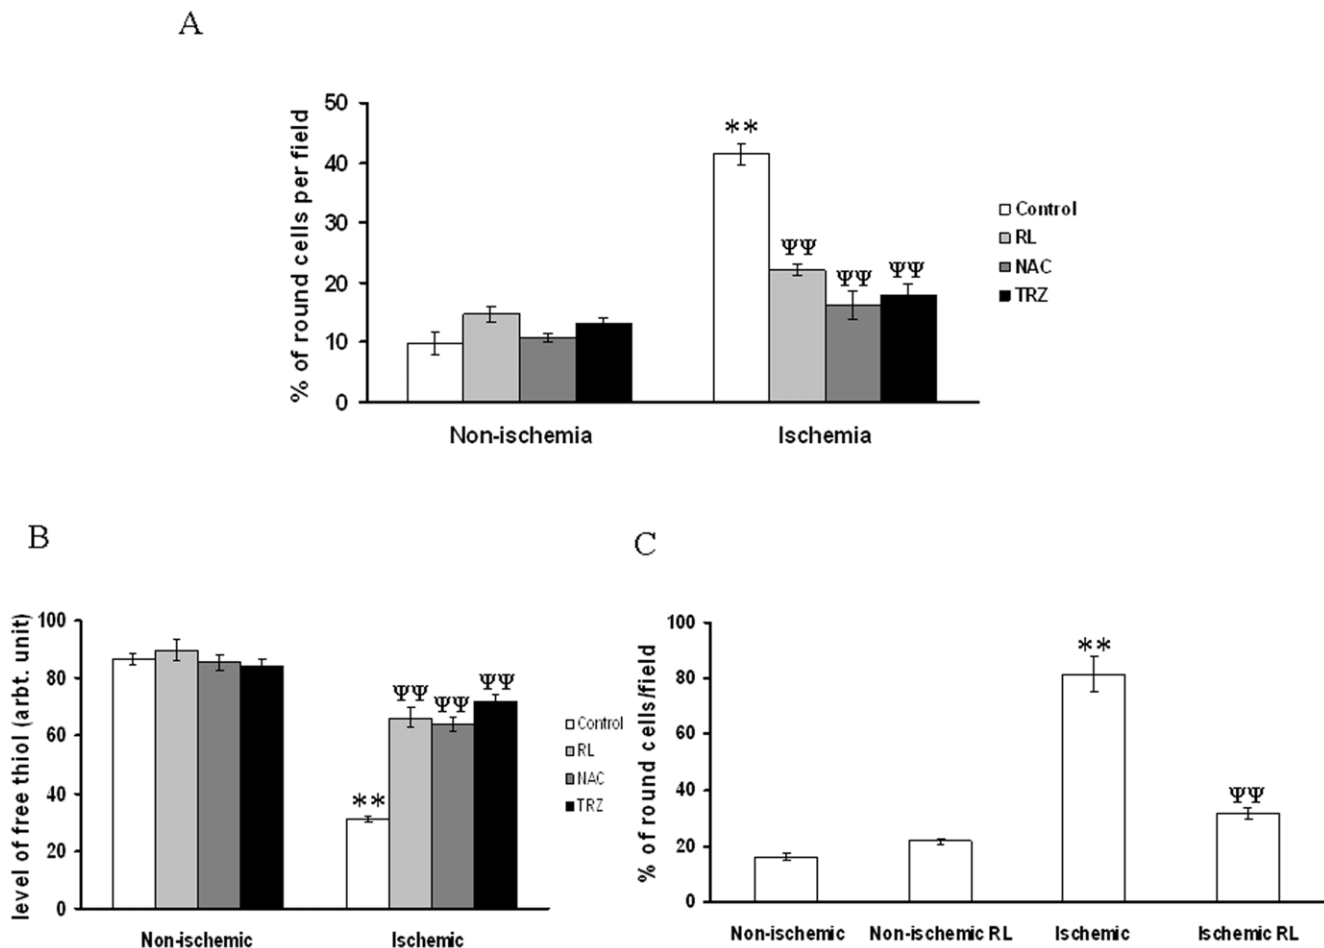 A
% of round cells per field
50
40
30
20
10
0
**
ΨΨ
ΨΨ
ΨΨ
Non-ischemia
Ischemia
Control
RL
NAC
TRZ
B
level of free thiol (arbt. unit)
100
80
60
40
20
0
**
ΨΨ
ΨΨ
ΨΨ
Non-ischemic
Ischemic
Control
RL
NAC
TRZ
C
% of round cells/field
100
80
60
40
20
0
**
ΨΨ
Non-ischemic
Non-ischemic RL
Ischemic
Ischemic RL